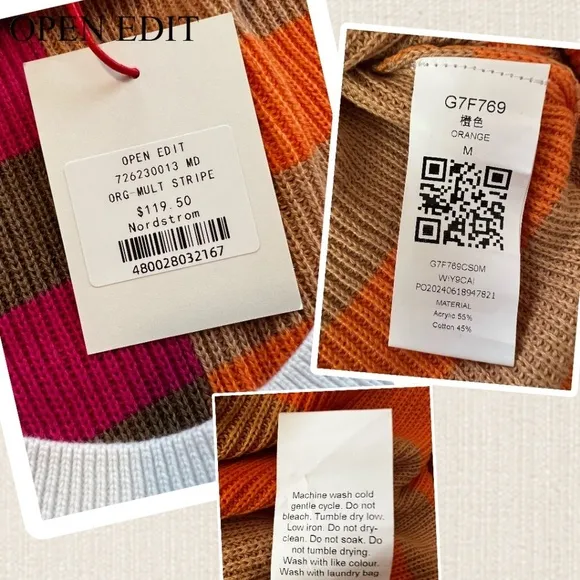 OPEN EDIT
OPEN EDIT
726230013 MD
ORG-MULT STRIPE
$119.50
Nordstrom
480028032167
G7F769
橙色
ORANGE
M
G7F769CS0M
WIY9CAI
PO20240618947821
MATERIAL
Acrylic 55%
Cotton 45%
Machine wash cold
gentle cycle. Do not
bleach. Tumble dry low.
Low iron. Do not dry-
clean. Do not soak. Do
not tumble drying.
Wash with like colour.
Wash with laundry bag.